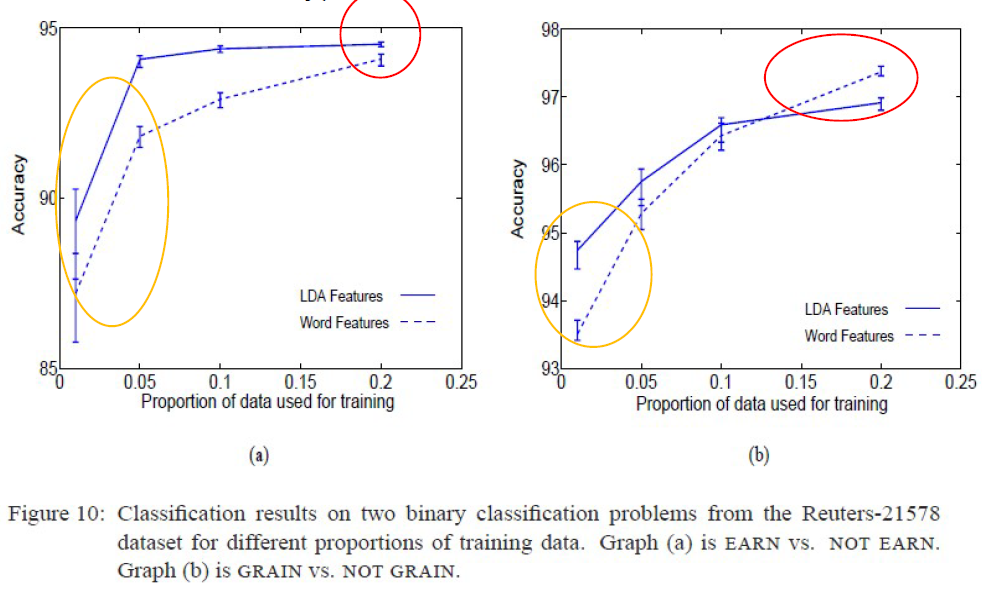 95
90
85
0
0.05
0.1
0.15
0.2
0.25
Accuracy
LDA Features
Word Features
Proportion of data used for training
(a)
98
97
96
95
94
93
0
0.05
0.1
0.15
0.2
0.25
Accuracy
LDA Features
Word Features
Proportion of data used for training
(b)
Figure 10: Classification results on two binary classification problems from the Reuters-21578
dataset for different proportions of training data. Graph (a) is EARN vs. NOT EARN.
Graph (b) is GRAIN vs. NOT GRAIN.